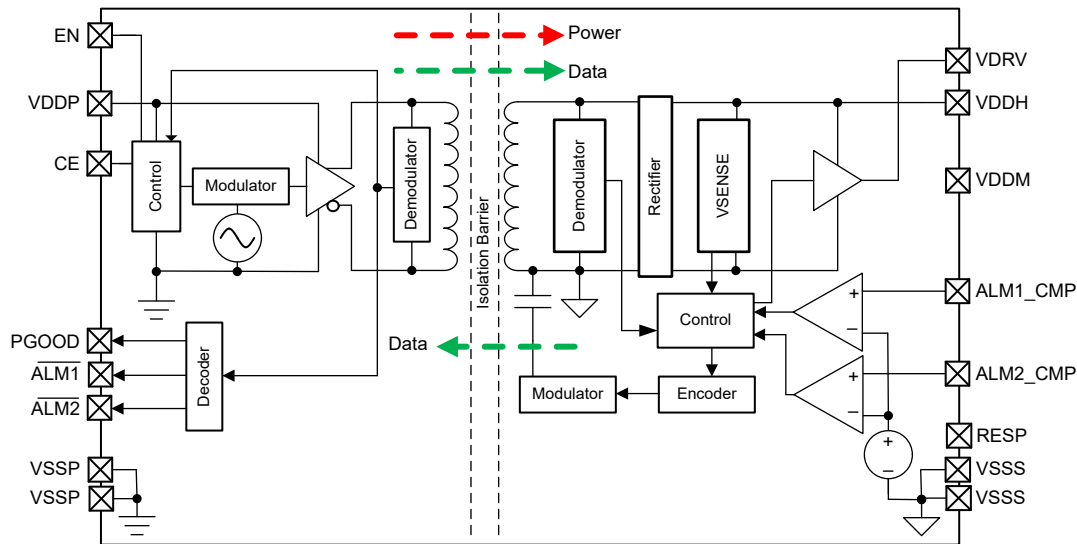 EN
VDDP
CE
Control
Modulator
Demodulator
Power
Data
Isolation Barrier
Demodulator
Rectifier
VSENSE
VDRV
VDDH
VDDM
ALM1_CMP
ALM2_CMP
RESP
VSSS
VSSS
Control
+
−
+
−
+
−
Data
Modulator
Encoder
PGOOD
ALM1
ALM2
Decoder
VSSP
VSSP